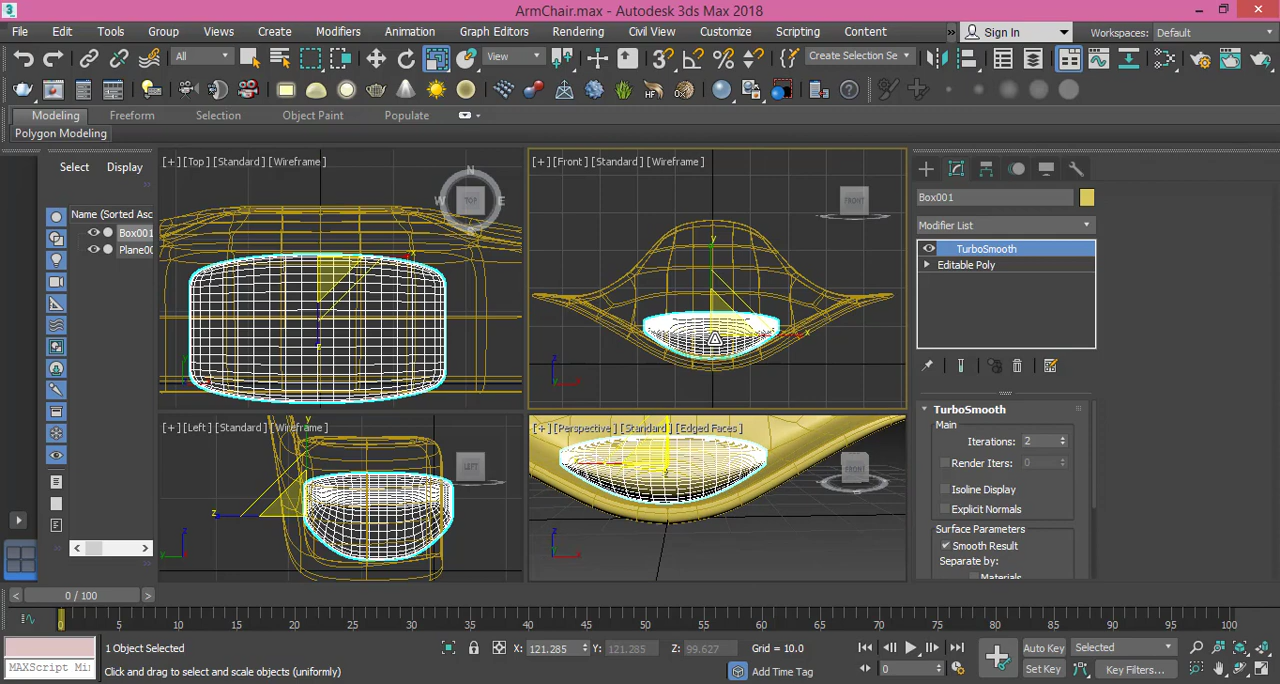 ArmChair.max - Autodesk 3ds Max 2018
File Edit Tools Group Views Create Modifiers Animation Graph Editors Rendering Civil View Customize Scripting Content » Sign In Workspaces: Default
All View Create Selection Se
Modeling Freeform Selection Object Paint Populate
Polygon Modeling
Select Display
Name (Sorted Asc
Box001
Plane00
[+] [Top] [Standard] [Wireframe]
N
W E
TOP
[+] [Front] [Standard] [Wireframe]
FRONT
y
x
z
x
[+] [Left] [Standard] [Wireframe]
LEFT
z
z
y
[+] [Perspective] [Standard] [Edged Faces]
FRONT
z
z
x
Box001
Modifier List
TurboSmooth
Editable Poly
TurboSmooth
Main
Iterations: 2
Render Iters: 0
Isoline Display
Explicit Normals
Surface Parameters
Smooth Result
Separate by:
Materials
0 / 100
0 5 10 15 20 25 30 35 40 45 50 55 60 65 70 75 80 85 90 95 100
MAXScript Mi
1 Object Selected
Click and drag to select and scale objects (uniformly)
X: 121.285 Y: 121.285 Z: 99.627 Grid = 10.0
Add Time Tag
0
Auto Key Selected
Set Key Key Filters...